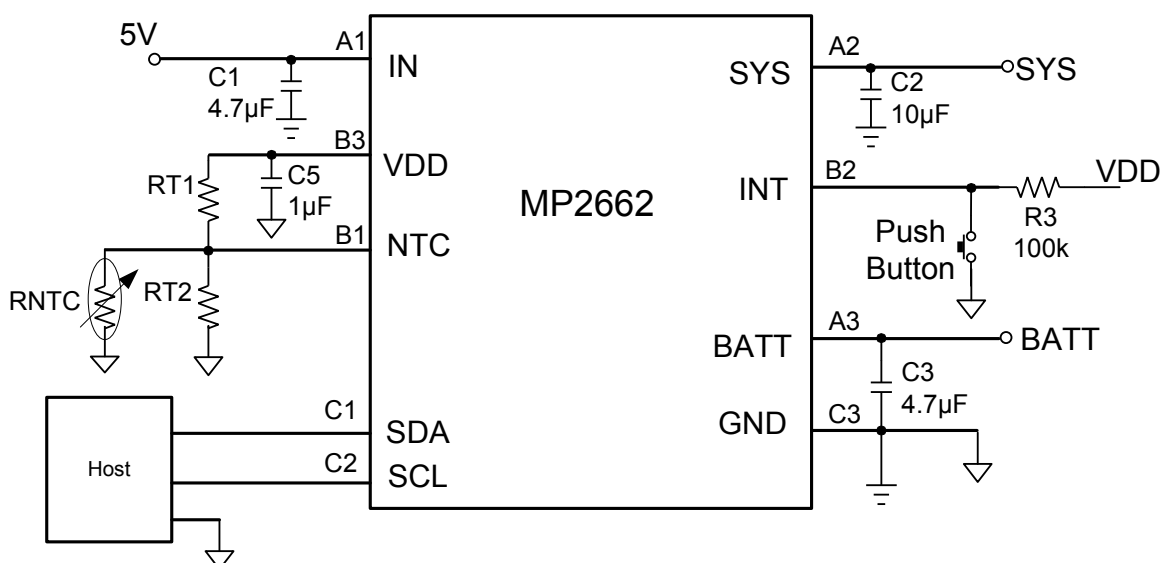 5V
A1
IN
C1
4.7µF
B3
VDD
RT1
C5
1µF
B1
NTC
RNTC
RT2
Host
C1
SDA
C2
SCL
MP2662
A2
SYS
SYS
C2
10µF
B2
INT
VDD
R3
100k
Push
Button
A3
BATT
BATT
C3
4.7µF
C3
GND